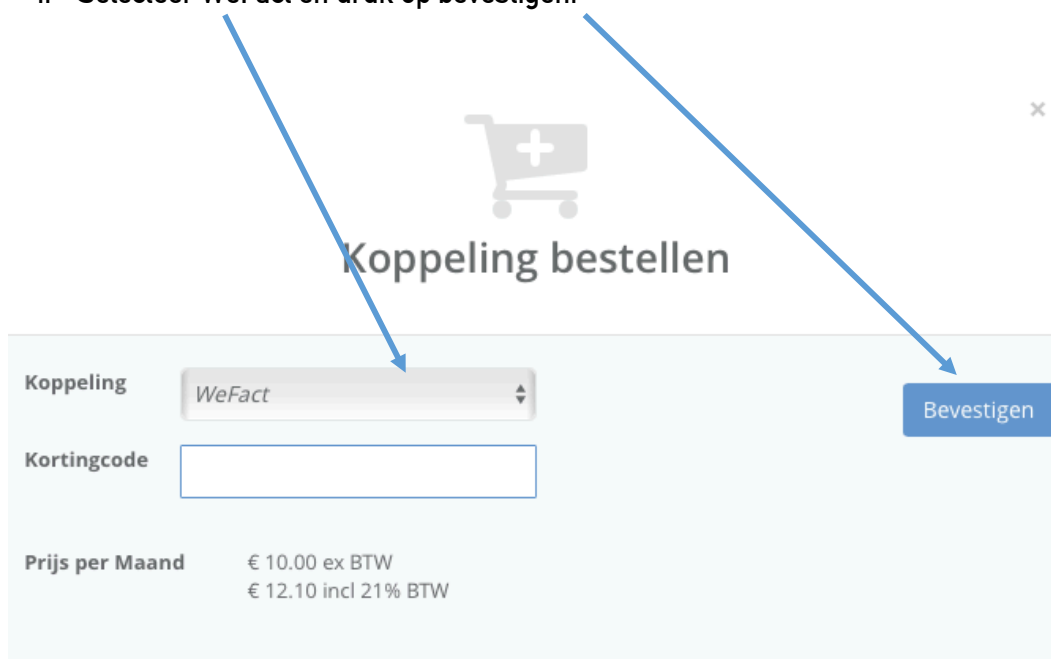 Koppeling bestellen
Koppeling
WeFact
Bevestigen
Kortingcode
Prijs per Maand € 10.00 ex BTW
€ 12.10 incl 21% BTW